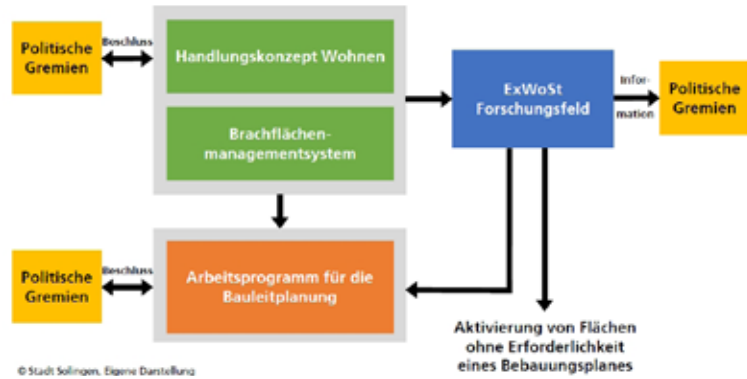 Politische
Gremien
Beschluss
Handlungskonzept Wohnen
Brachflächen-
managementsystem
ExWoSt
Forschungsfeld
Infor-
mation
Politische
Gremien
Politische
Gremien
Beschluss
Arbeitsprogramm für die
Bauleitplanung
Aktivierung von Flächen
ohne Erforderlichkeit
eines Bebauungsplanes
© Stadt Solingen, Eigene Darstellung